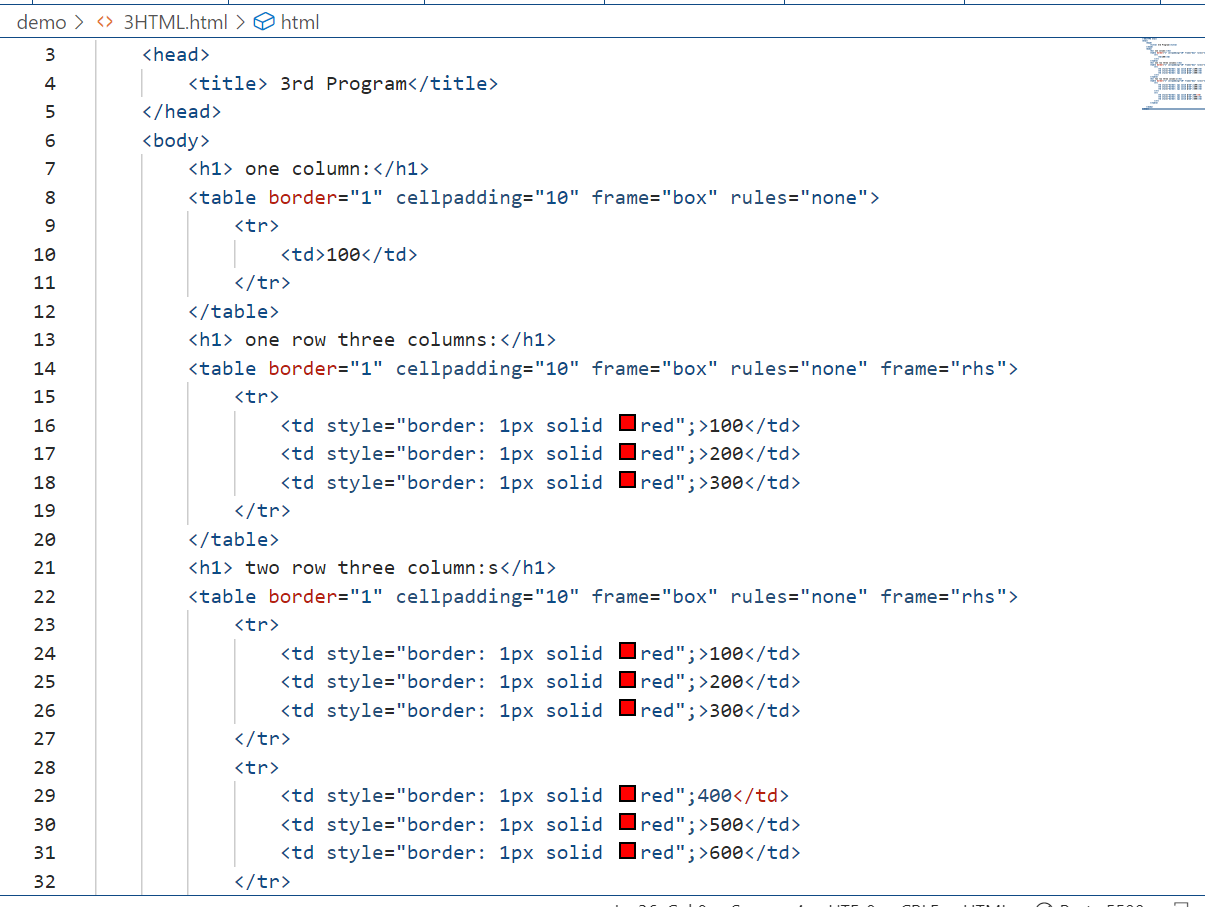 demo > <> 3HTML.html > html
3 <head>
4 <title> 3rd Program</title>
5 </head>
6 <body>
7 <h1> one column:</h1>
8 <table border="1" cellpadding="10" frame="box" rules="none">
9 <tr>
10 <td>100</td>
11 </tr>
12 </table>
13 <h1> one row three columns:</h1>
14 <table border="1" cellpadding="10" frame="box" rules="none" frame="rhs">
15 <tr>
16 <td style="border: 1px solid red";>100</td>
17 <td style="border: 1px solid red";>200</td>
18 <td style="border: 1px solid red";>300</td>
19 </tr>
20 </table>
21 <h1> two row three column:s</h1>
22 <table border="1" cellpadding="10" frame="box" rules="none" frame="rhs">
23 <tr>
24 <td style="border: 1px solid red";>100</td>
25 <td style="border: 1px solid red";>200</td>
26 <td style="border: 1px solid red";>300</td>
27 </tr>
28 <tr>
29 <td style="border: 1px solid red";400</td>
30 <td style="border: 1px solid red";>500</td>
31 <td style="border: 1px solid red";>600</td>
32 </tr>